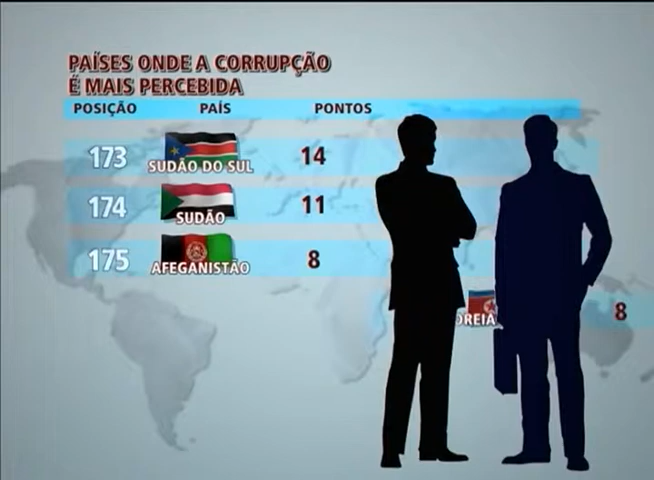 PAÍSES ONDE A CORRUPÇÃO
É MAIS PERCEBIDA
POSIÇÃO PAÍS PONTOS
173 SUDÃO DO SUL 14
174 SUDÃO 11
175 AFEGANISTÃO 8
OREIA 8